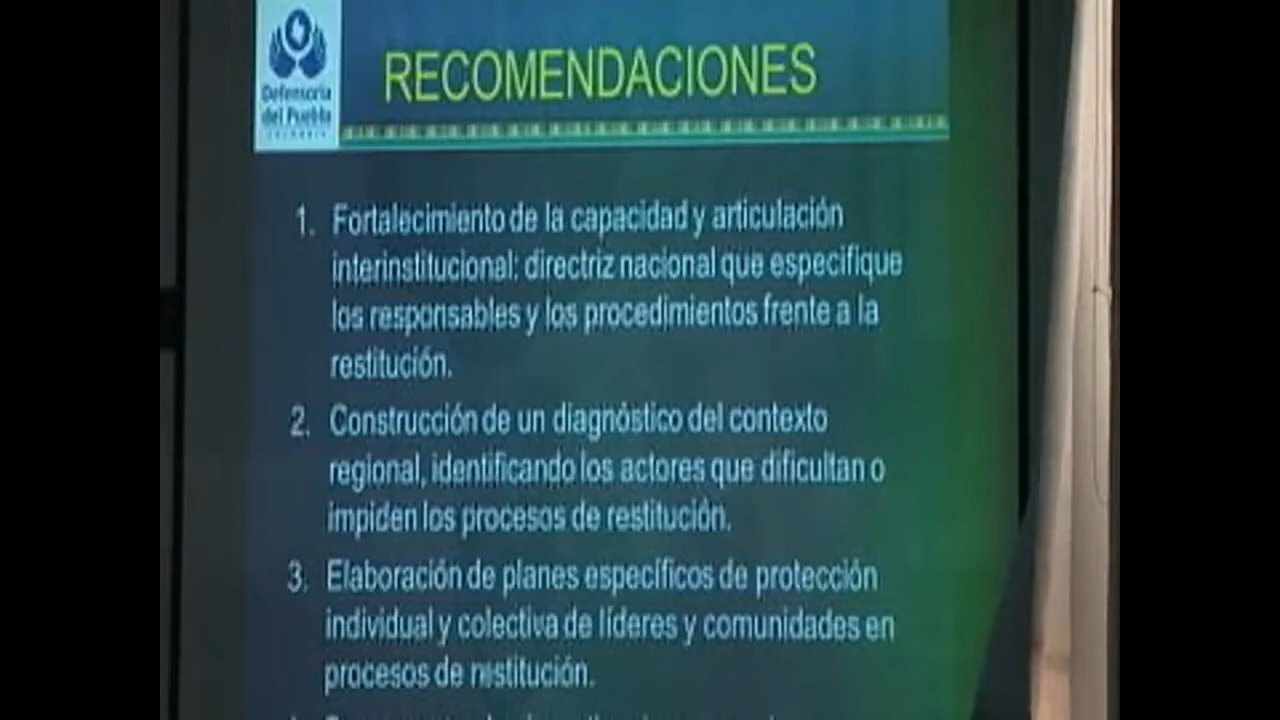 Defensoría
del Pueblo
COLOMBIA
RECOMENDACIONES
1. Fortalecimiento de la capacidad y articulación
interinstitucional: directriz nacional que especifique
los responsables y los procedimientos frente a la
restitución.
2. Construcción de un diagnóstico del contexto
regional, identificando los actores que dificultan o
impiden los procesos de restitución.
3. Elaboración de planes específicos de protección
individual y colectiva de líderes y comunidades en
procesos de restitución.